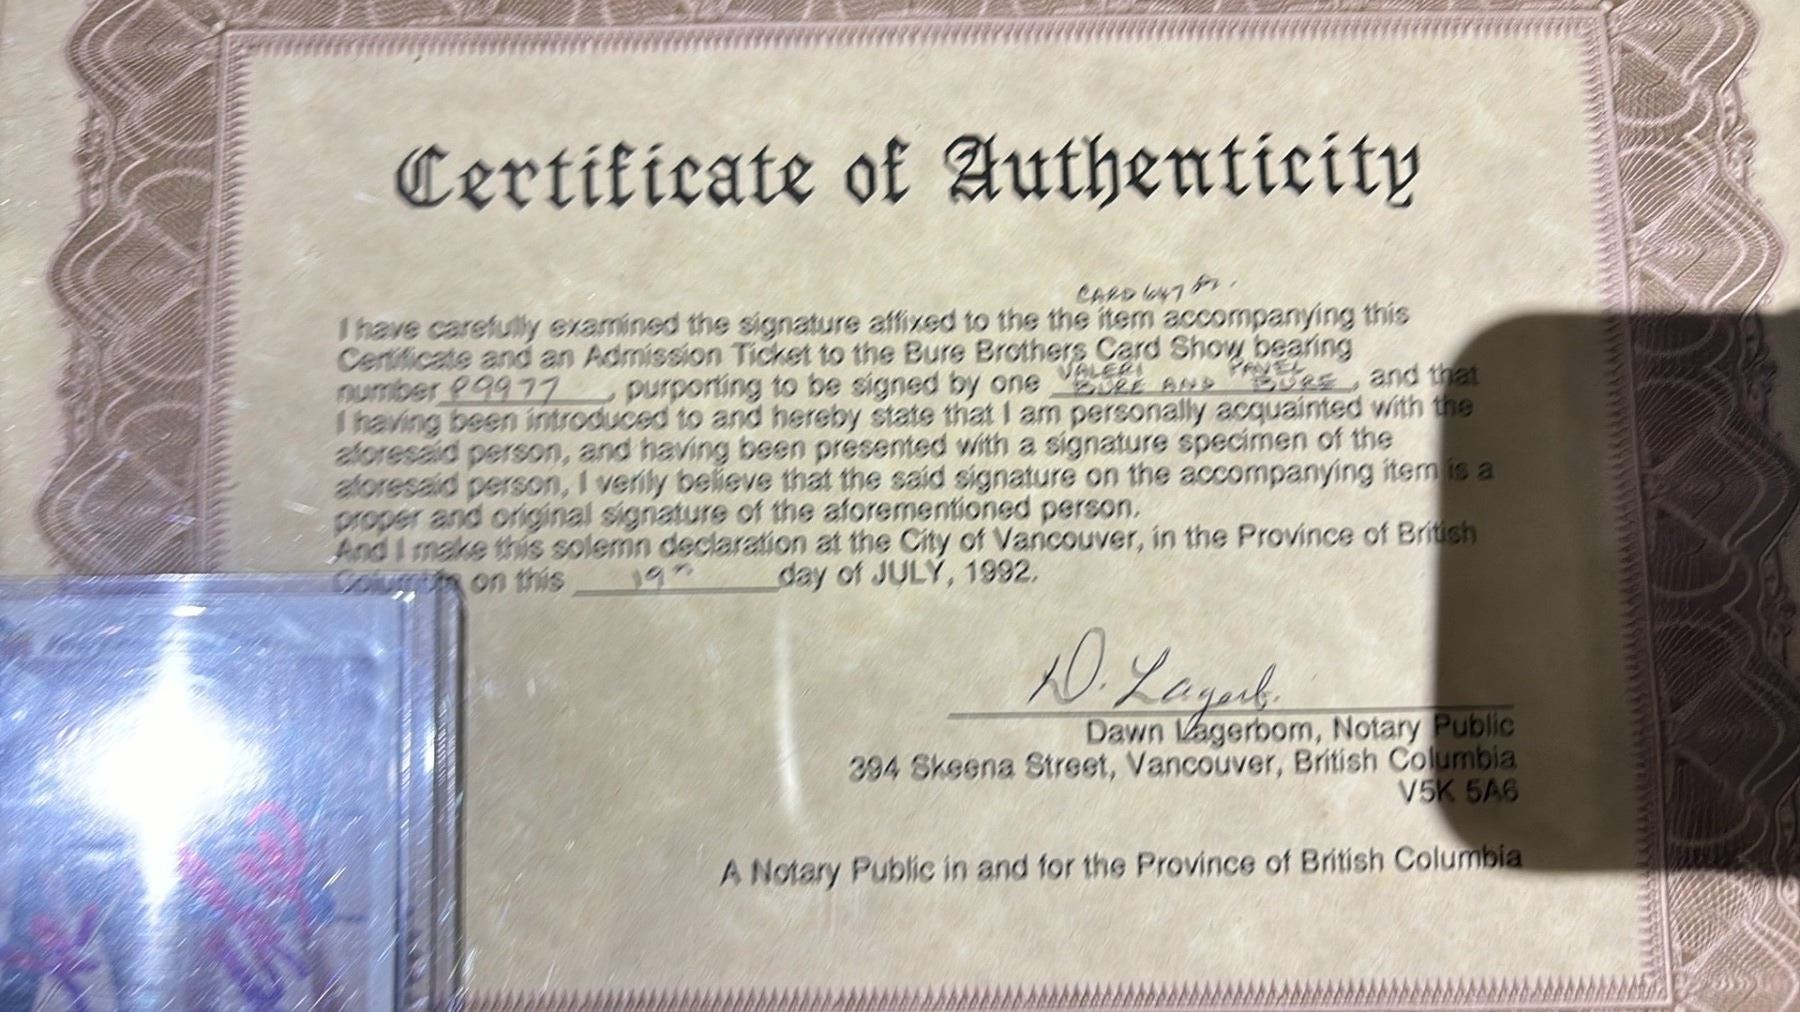 Certificate of Authenticity
CARD 647
I have carefully examined the signature affixed to the the item accompanying this
Certificate and an Admission Ticket to the Bure Brothers Card Show bearing
number P9977, purporting to be signed by one VALERI BURE AND PAVEL BURE, and that
I having been introduced to and hereby state that I am personally acquainted with the
aforesaid person, and having been presented with a signature specimen of the
aforesaid person, I verily believe that the said signature on the accompanying item is a
proper and original signature of the aforementioned person.
And I make this solemn declaration at the City of Vancouver, in the Province of British
Columbia on this 19th day of JULY, 1992.
D. Lagerb.
Dawn Lagerbom, Notary Public
394 Skeena Street, Vancouver, British Columbia
V5K 5A6
A Notary Public in and for the Province of British Columbia